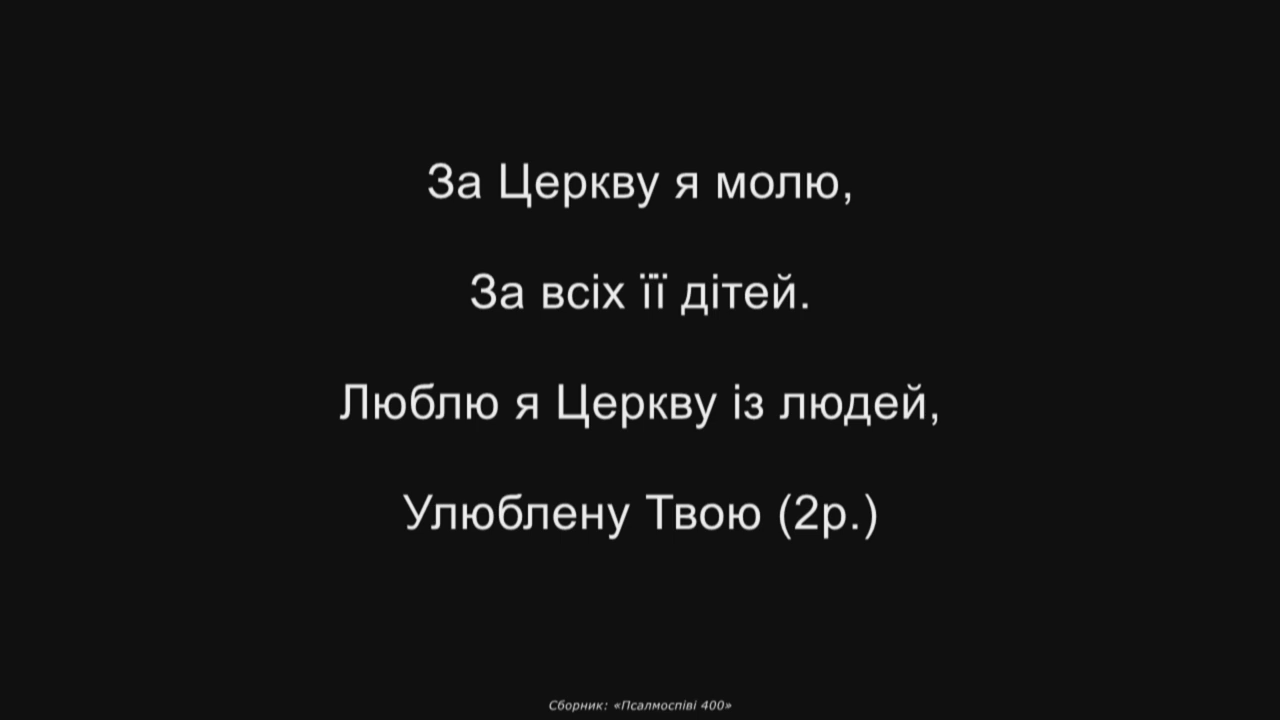 За Церкву я молю,
За всіх її дітей.
Люблю я Церкву із людей,
Улюблену Твою (2р.)
Сборник: «Псалмоспіві 400»